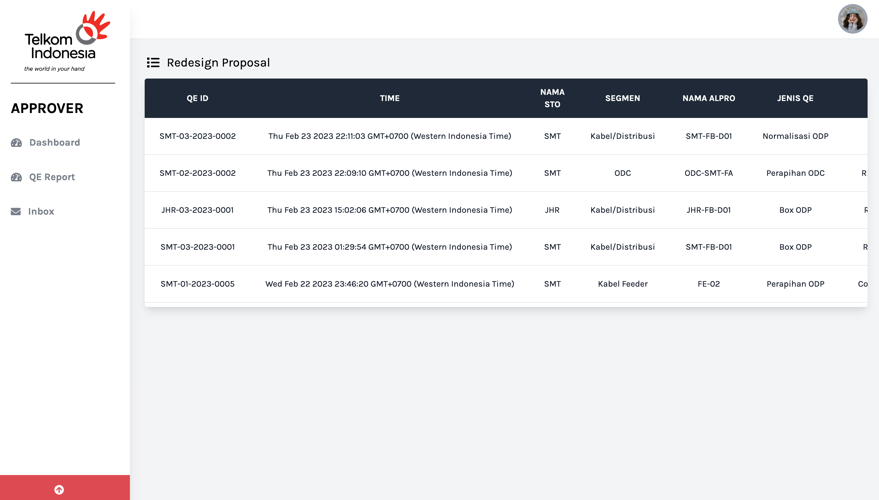 Telkom
Indonesia
the world in your hand
APPROVER
Dashboard
QE Report
Inbox
Redesign Proposal
QE ID TIME NAMA STO SEGMEN NAMA ALPRO JENIS QE
SMT-03-2023-0002 Thu Feb 23 2023 22:11:03 GMT+0700 (Western Indonesia Time) SMT Kabel/Distribusi SMT-FB-D01 Normalisasi ODP
SMT-02-2023-0002 Thu Feb 23 2023 22:09:10 GMT+0700 (Western Indonesia Time) SMT ODC ODC-SMT-FA Perapihan ODC R
JHR-03-2023-0001 Thu Feb 23 2023 15:02:06 GMT+0700 (Western Indonesia Time) JHR Kabel/Distribusi JHR-FB-D01 Box ODP
SMT-03-2023-0001 Thu Feb 23 2023 01:29:54 GMT+0700 (Western Indonesia Time) SMT Kabel/Distribusi SMT-FB-D01 Box ODP
SMT-01-2023-0005 Wed Feb 22 2023 23:46:20 GMT+0700 (Western Indonesia Time) SMT Kabel Feeder FE-02 Perapihan ODP Co